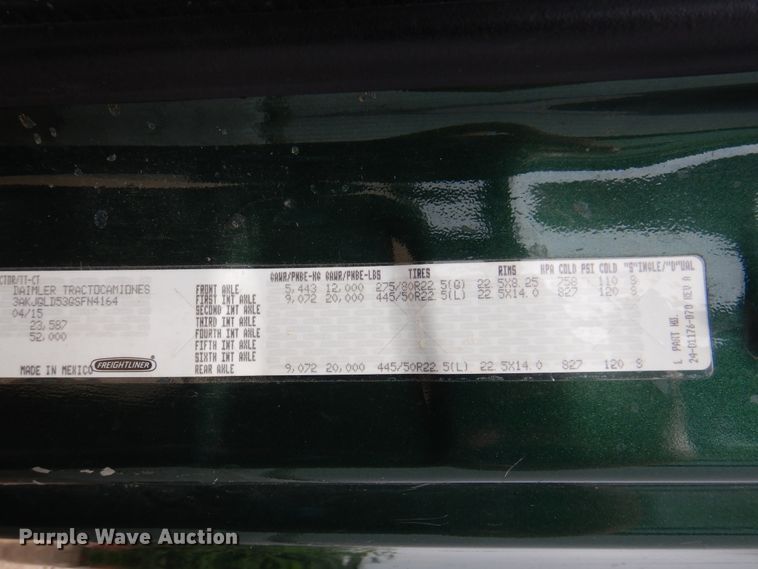 CTOR/TT-CT
DAIMLER TRACTOCAMIONES
3AKJGLD53GSFN4164
04/15
23,587
52,000
MADE IN MEXICO FREIGHTLINER
GAWR/PNBE-KG GAWR/PNBE-LBS TIRES RIMS KPA COLD PSI COLD "S"INGLE/"D"UAL
FRONT AXLE 5,443 12,000 275/80R22.5(G) 22.5X8.25 758 110 S
FIRST INT AXLE 9,072 20,000 445/50R22.5(L) 22.5X14.0 827 120 S
SECOND INT AXLE
THIRD INT AXLE
FOURTH INT AXLE
FIFTH INT AXLE
SIXTH INT AXLE
REAR AXLE 9,072 20,000 445/50R22.5(L) 22.5X14.0 827 120 S
L PART NO.
24-01176-070 REV A
Purple Wave Auction